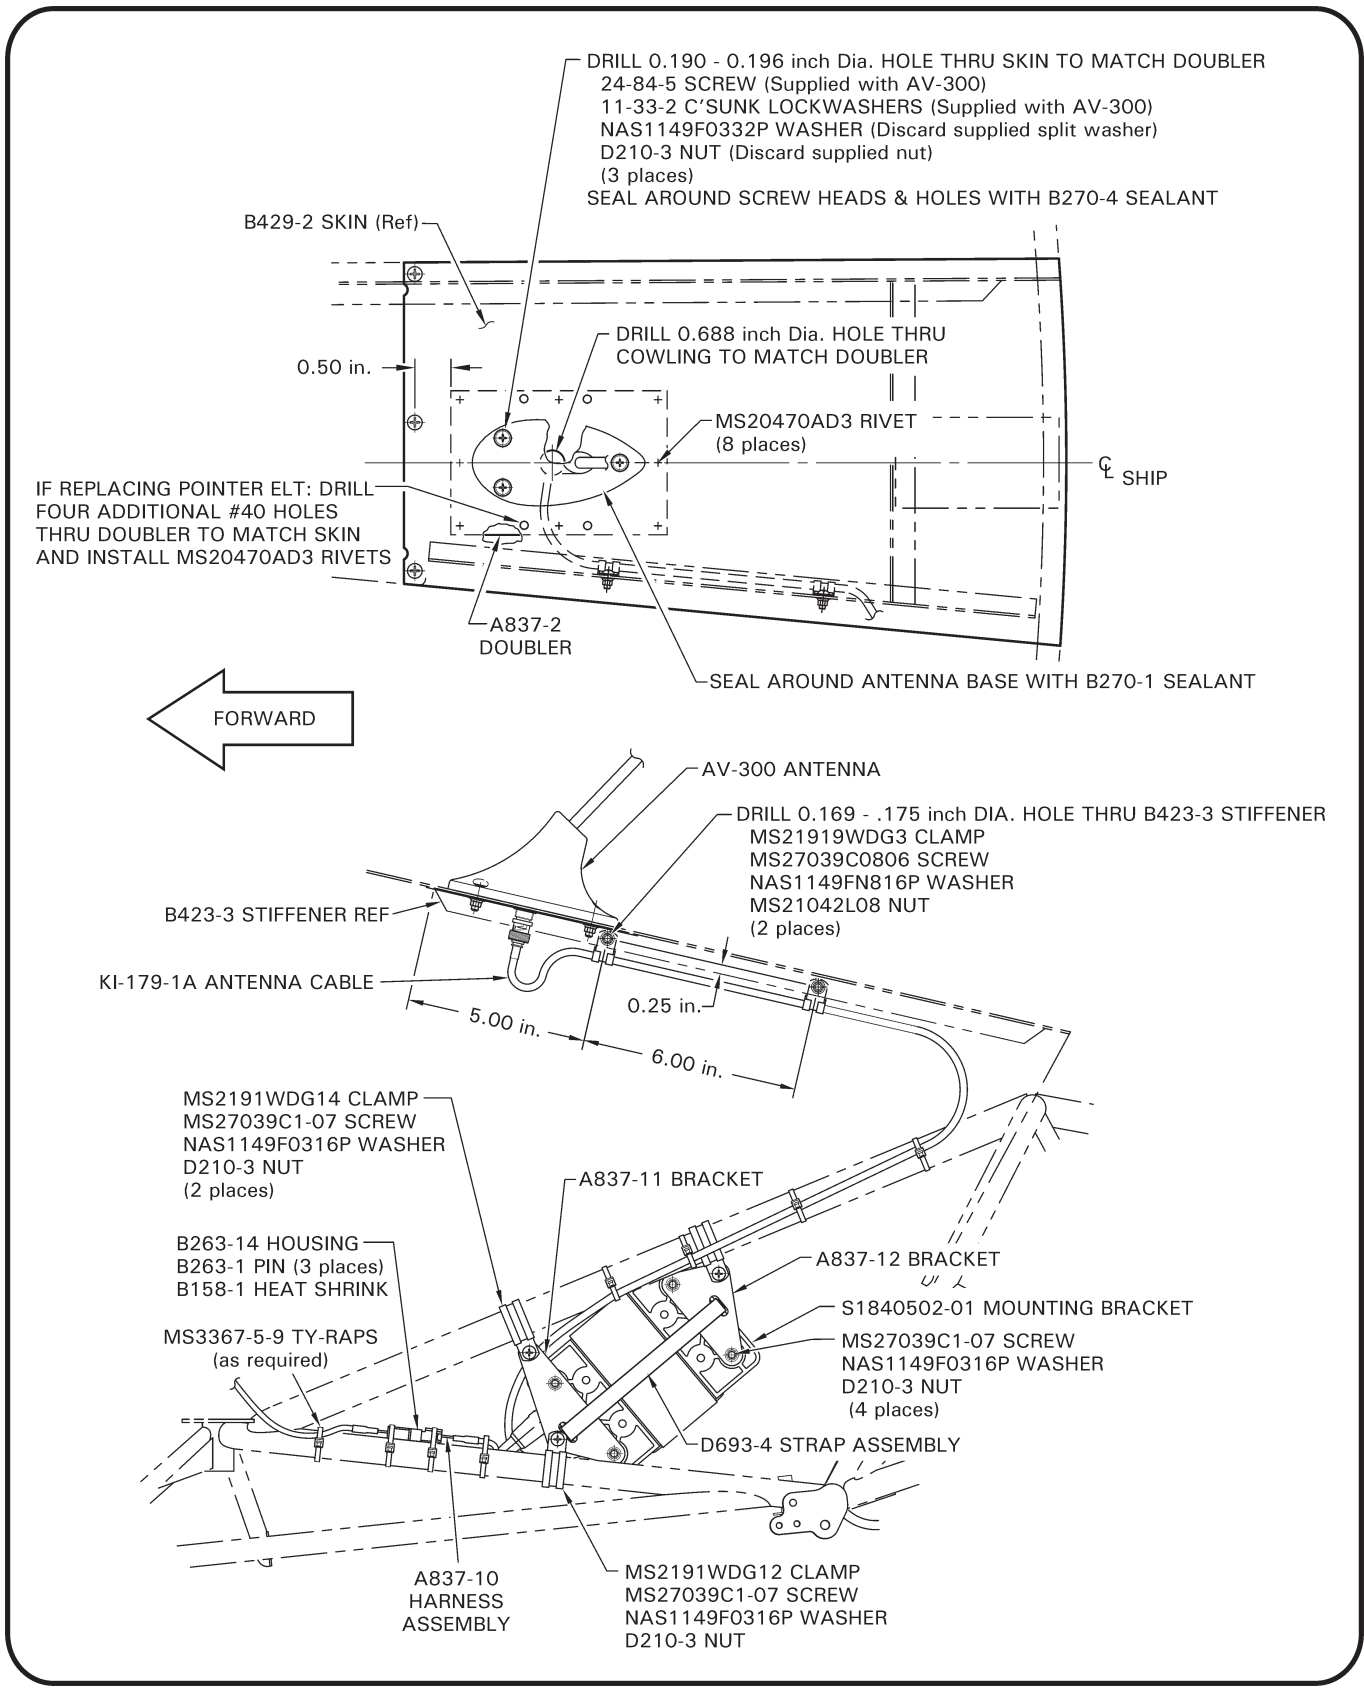 DRILL 0.190 - 0.196 inch Dia. HOLE THRU SKIN TO MATCH DOUBLER
24-84-5 SCREW (Supplied with AV-300)
11-33-2 C'SUNK LOCKWASHERS (Supplied with AV-300)
NAS1149F0332P WASHER (Discard supplied split washer)
D210-3 NUT (Discard supplied nut)
(3 places)
SEAL AROUND SCREW HEADS & HOLES WITH B270-4 SEALANT
B429-2 SKIN (Ref)
DRILL 0.688 inch Dia. HOLE THRU
COWLING TO MATCH DOUBLER
0.50 in.
MS20470AD3 RIVET
(8 places)
℄ SHIP
IF REPLACING POINTER ELT: DRILL
FOUR ADDITIONAL #40 HOLES
THRU DOUBLER TO MATCH SKIN
AND INSTALL MS20470AD3 RIVETS
A837-2
DOUBLER
SEAL AROUND ANTENNA BASE WITH B270-1 SEALANT
FORWARD
AV-300 ANTENNA
DRILL 0.169 - .175 inch DIA. HOLE THRU B423-3 STIFFENER
MS21919WDG3 CLAMP
MS27039C0806 SCREW
NAS1149FN816P WASHER
MS21042L08 NUT
(2 places)
B423-3 STIFFENER REF
KI-179-1A ANTENNA CABLE
0.25 in.
5.00 in.
6.00 in.
MS2191WDG14 CLAMP
MS27039C1-07 SCREW
NAS1149F0316P WASHER
D210-3 NUT
(2 places)
A837-11 BRACKET
B263-14 HOUSING
B263-1 PIN (3 places)
B158-1 HEAT SHRINK
A837-12 BRACKET
S1840502-01 MOUNTING BRACKET
MS3367-5-9 TY-RAPS
(as required)
MS27039C1-07 SCREW
NAS1149F0316P WASHER
D210-3 NUT
(4 places)
D693-4 STRAP ASSEMBLY
A837-10
HARNESS
ASSEMBLY
MS2191WDG12 CLAMP
MS27039C1-07 SCREW
NAS1149F0316P WASHER
D210-3 NUT